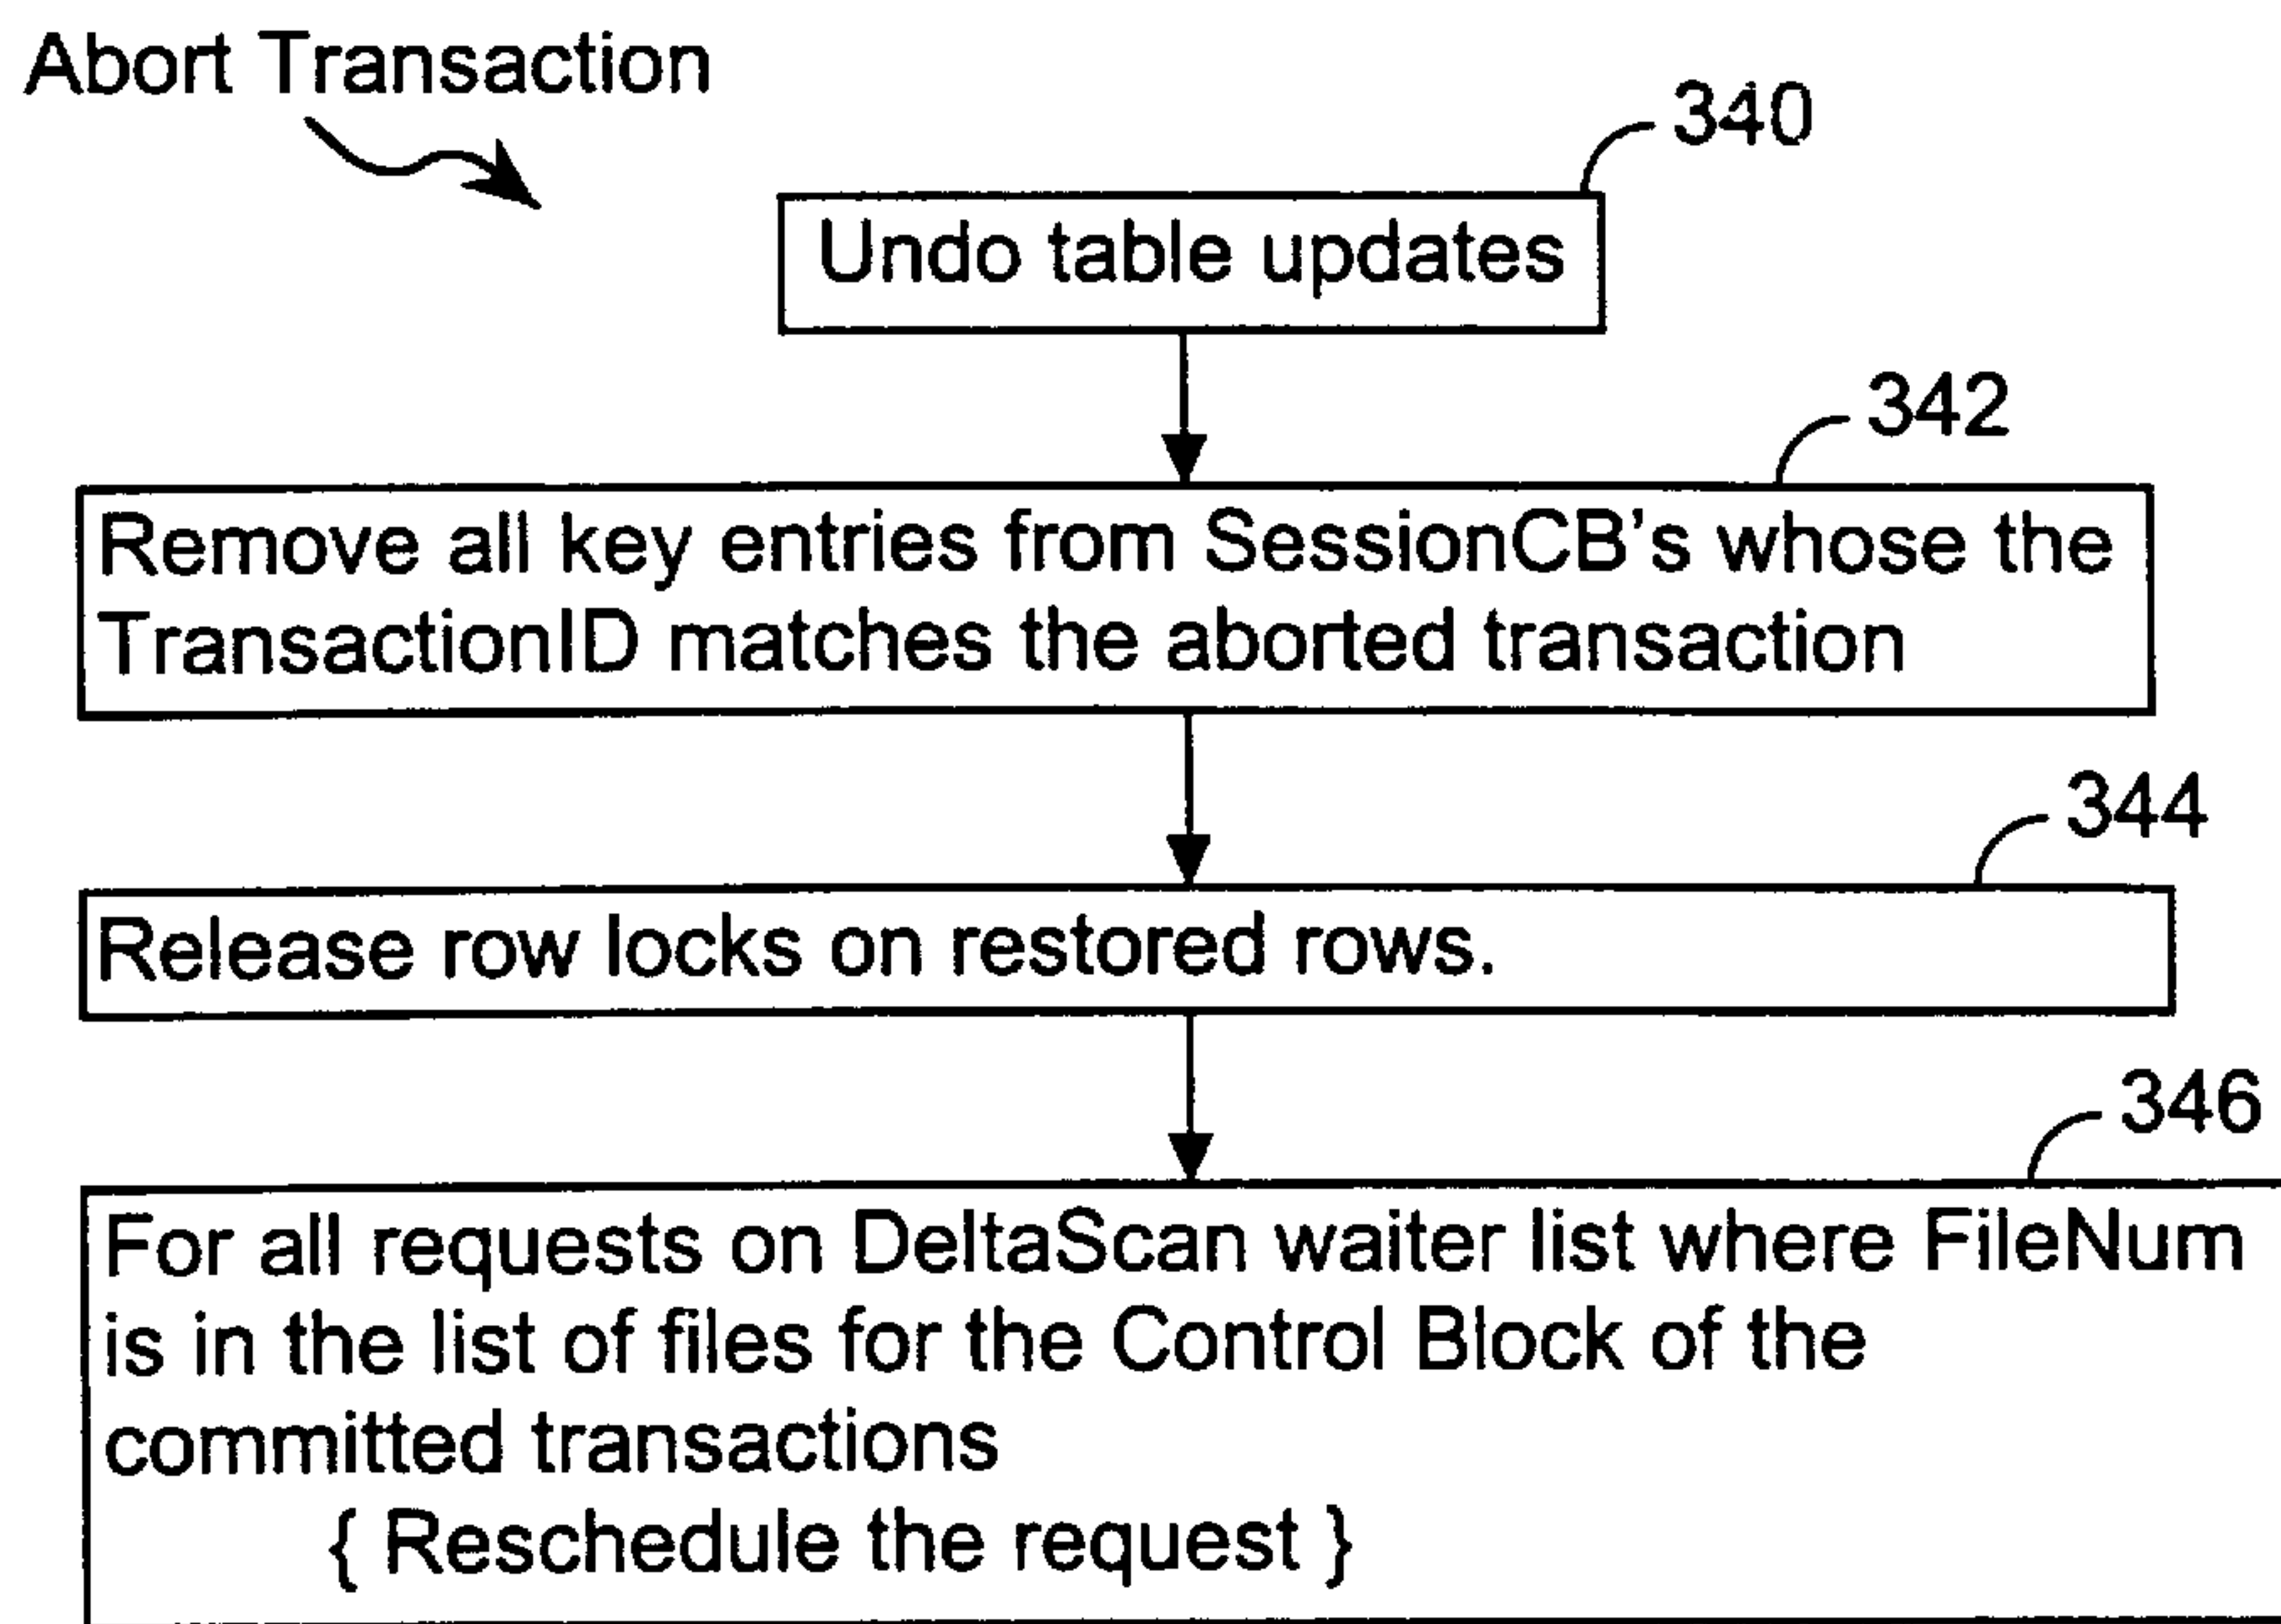 Abort Transaction
340
Undo table updates
342
Remove all key entries from SessionCB's whose the
TransactionID matches the aborted transaction
344
Release row locks on restored rows.
346
For all requests on DeltaScan waiter list where FileNum
is in the list of files for the Control Block of the
committed transactions
{ Reschedule the request }